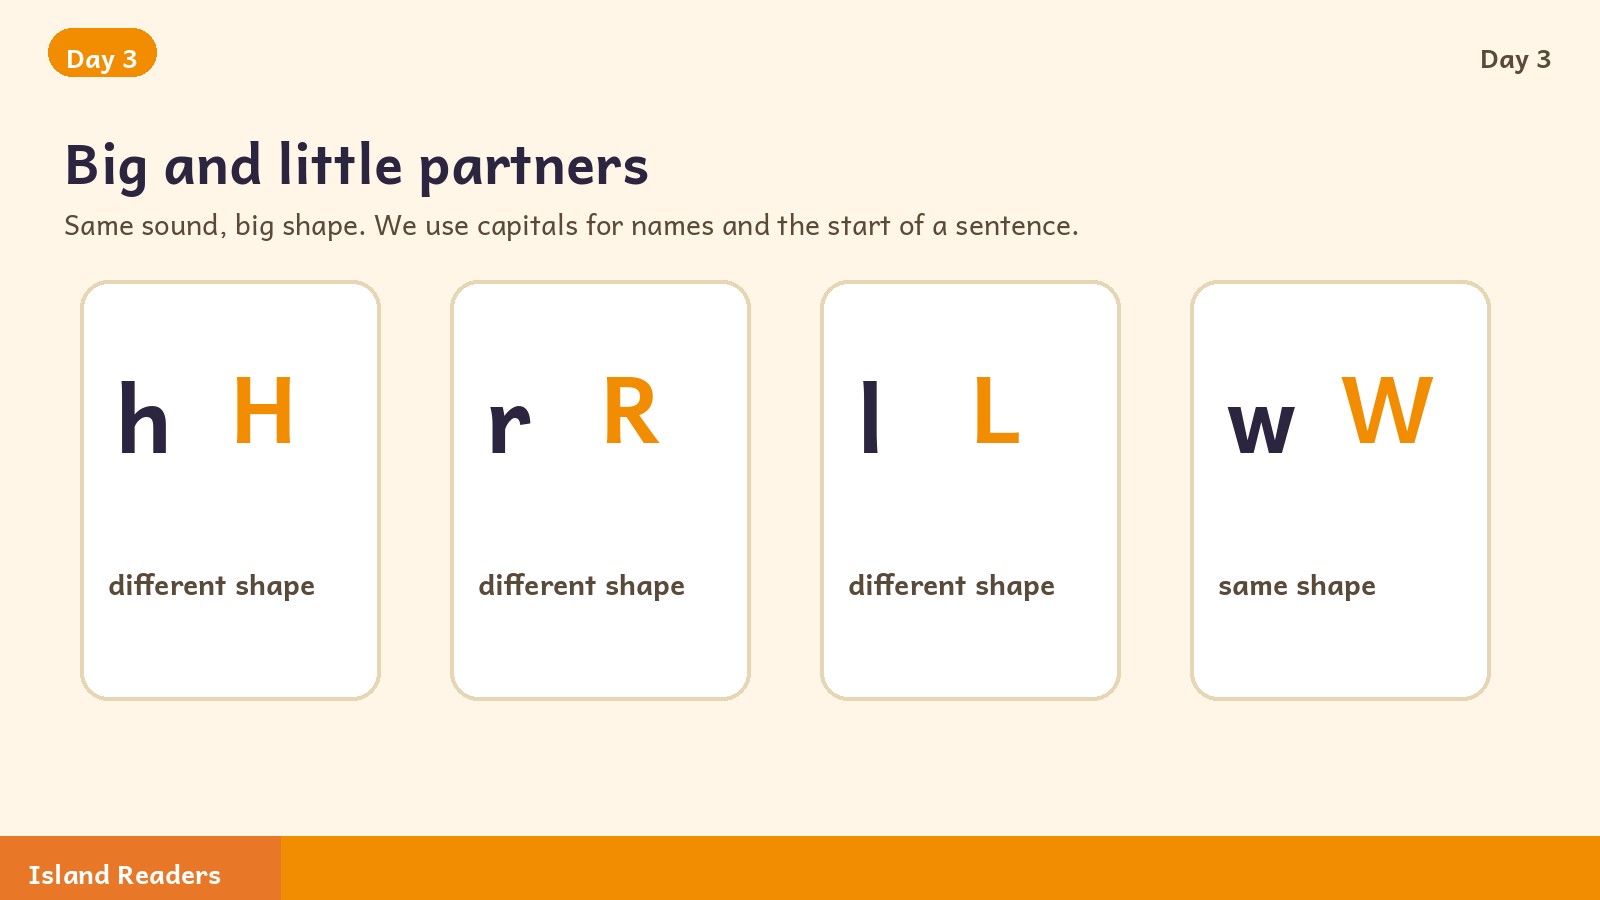 Day 3
Day 3
Big and little partners
Same sound, big shape. We use capitals for names and the start of a sentence.
h H
different shape
r R
different shape
l L
different shape
w W
same shape
Island Readers